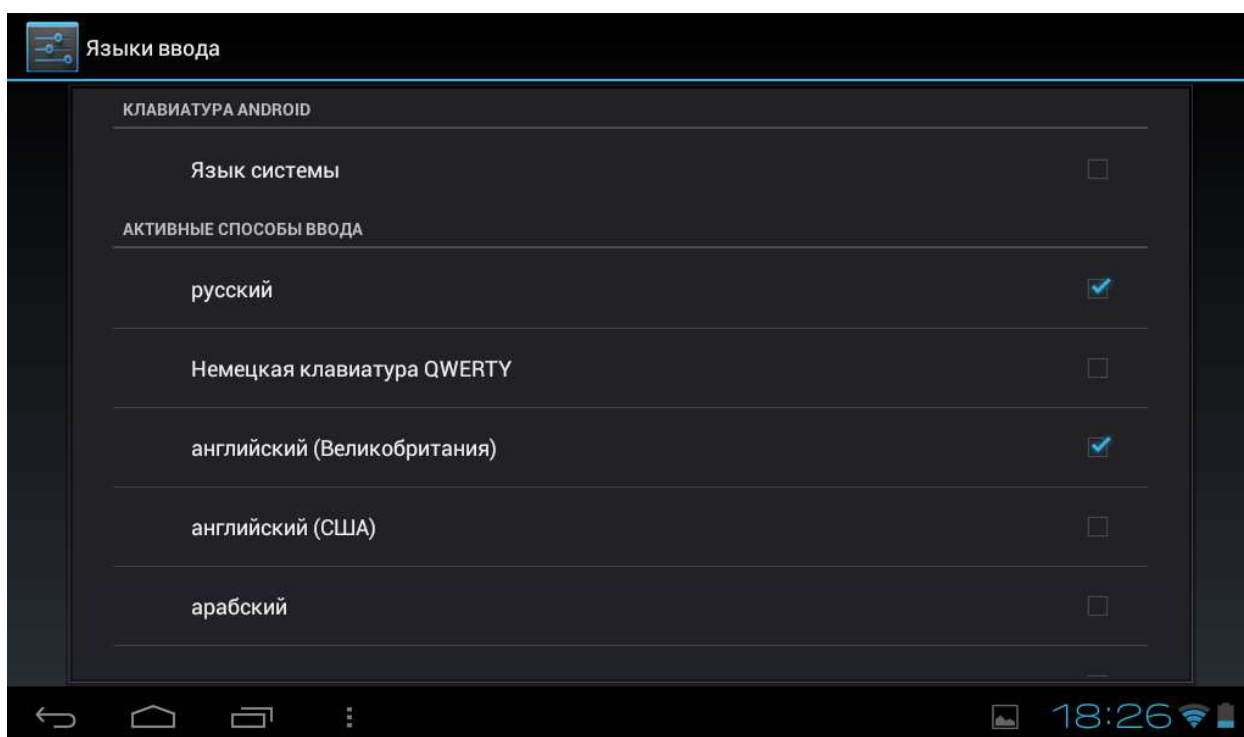 Языки ввода
КЛАВИАТУРА ANDROID
Язык системы
АКТИВНЫЕ СПОСОБЫ ВВОДА
русский
Немецкая клавиатура QWERTY
английский (Великобритания)
английский (США)
арабский
18:26